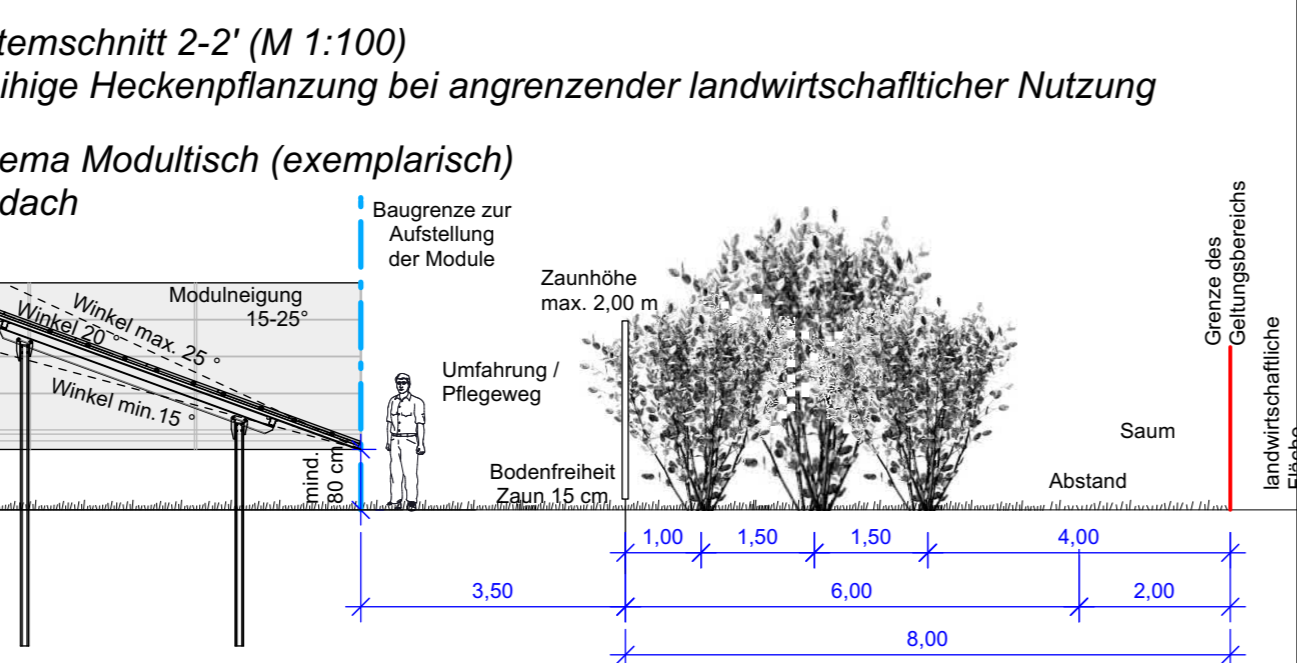 temschnitt 2-2' (M 1:100)
ihige Heckenpflanzung bei angrenzender landwirtschaflticher Nutzung
ema Modultisch (exemplarisch)
dach
Baugrenze zur
Aufstellung
der Module
Modulneigung
15-25°
Winkel max. 25 °
Winkel 20 °
Winkel min.15 °
mind.
80 cm
Umfahrung /
Pflegeweg
Zaunhöhe
max. 2,00 m
Bodenfreiheit
Zaun 15 cm
Saum
Abstand
Grenze des
Geltungsbereichs
landwirtschaftliche
Fläche
1,00
1,50
1,50
4,00
3,50
6,00
2,00
8,00